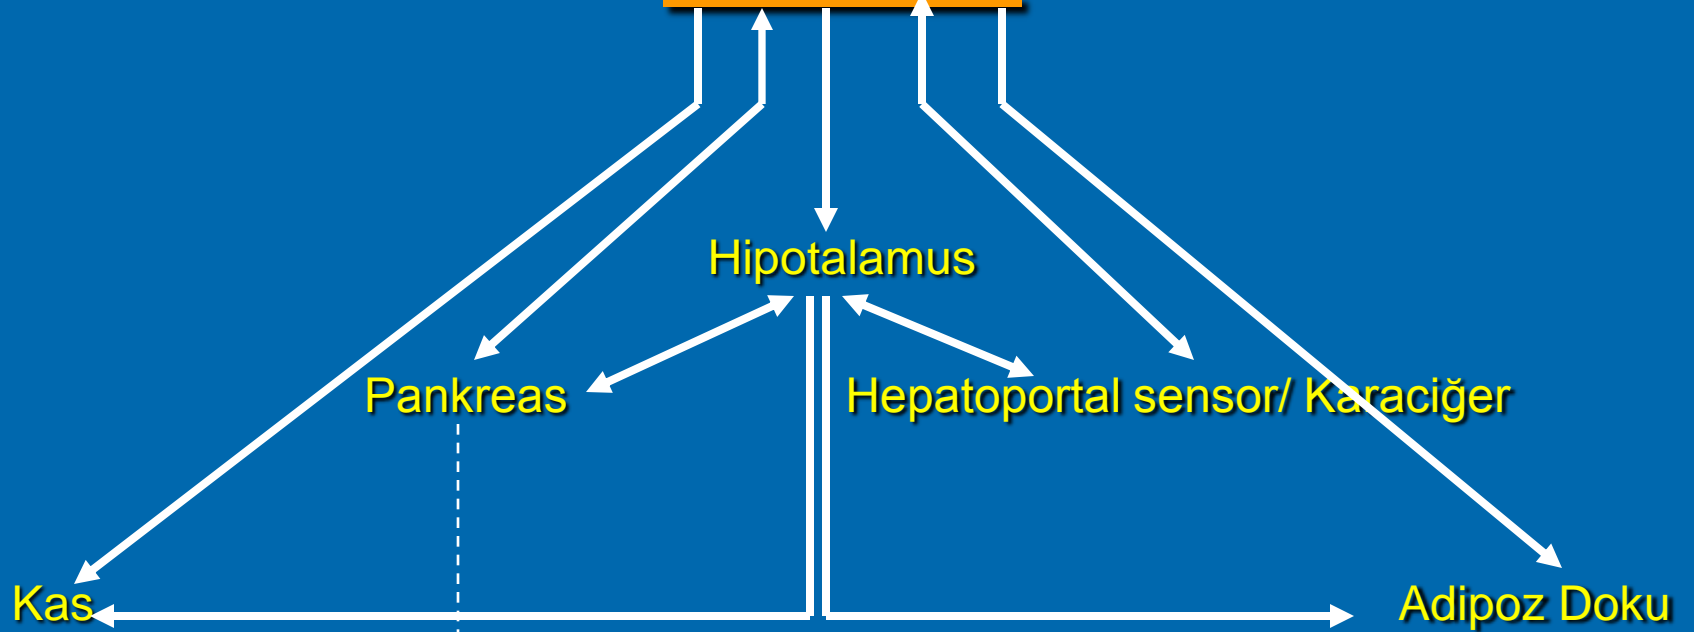 Hipotalamus
Pankreas
Hepatoportal sensor/ Karaciğer
Kas
Adipoz Doku